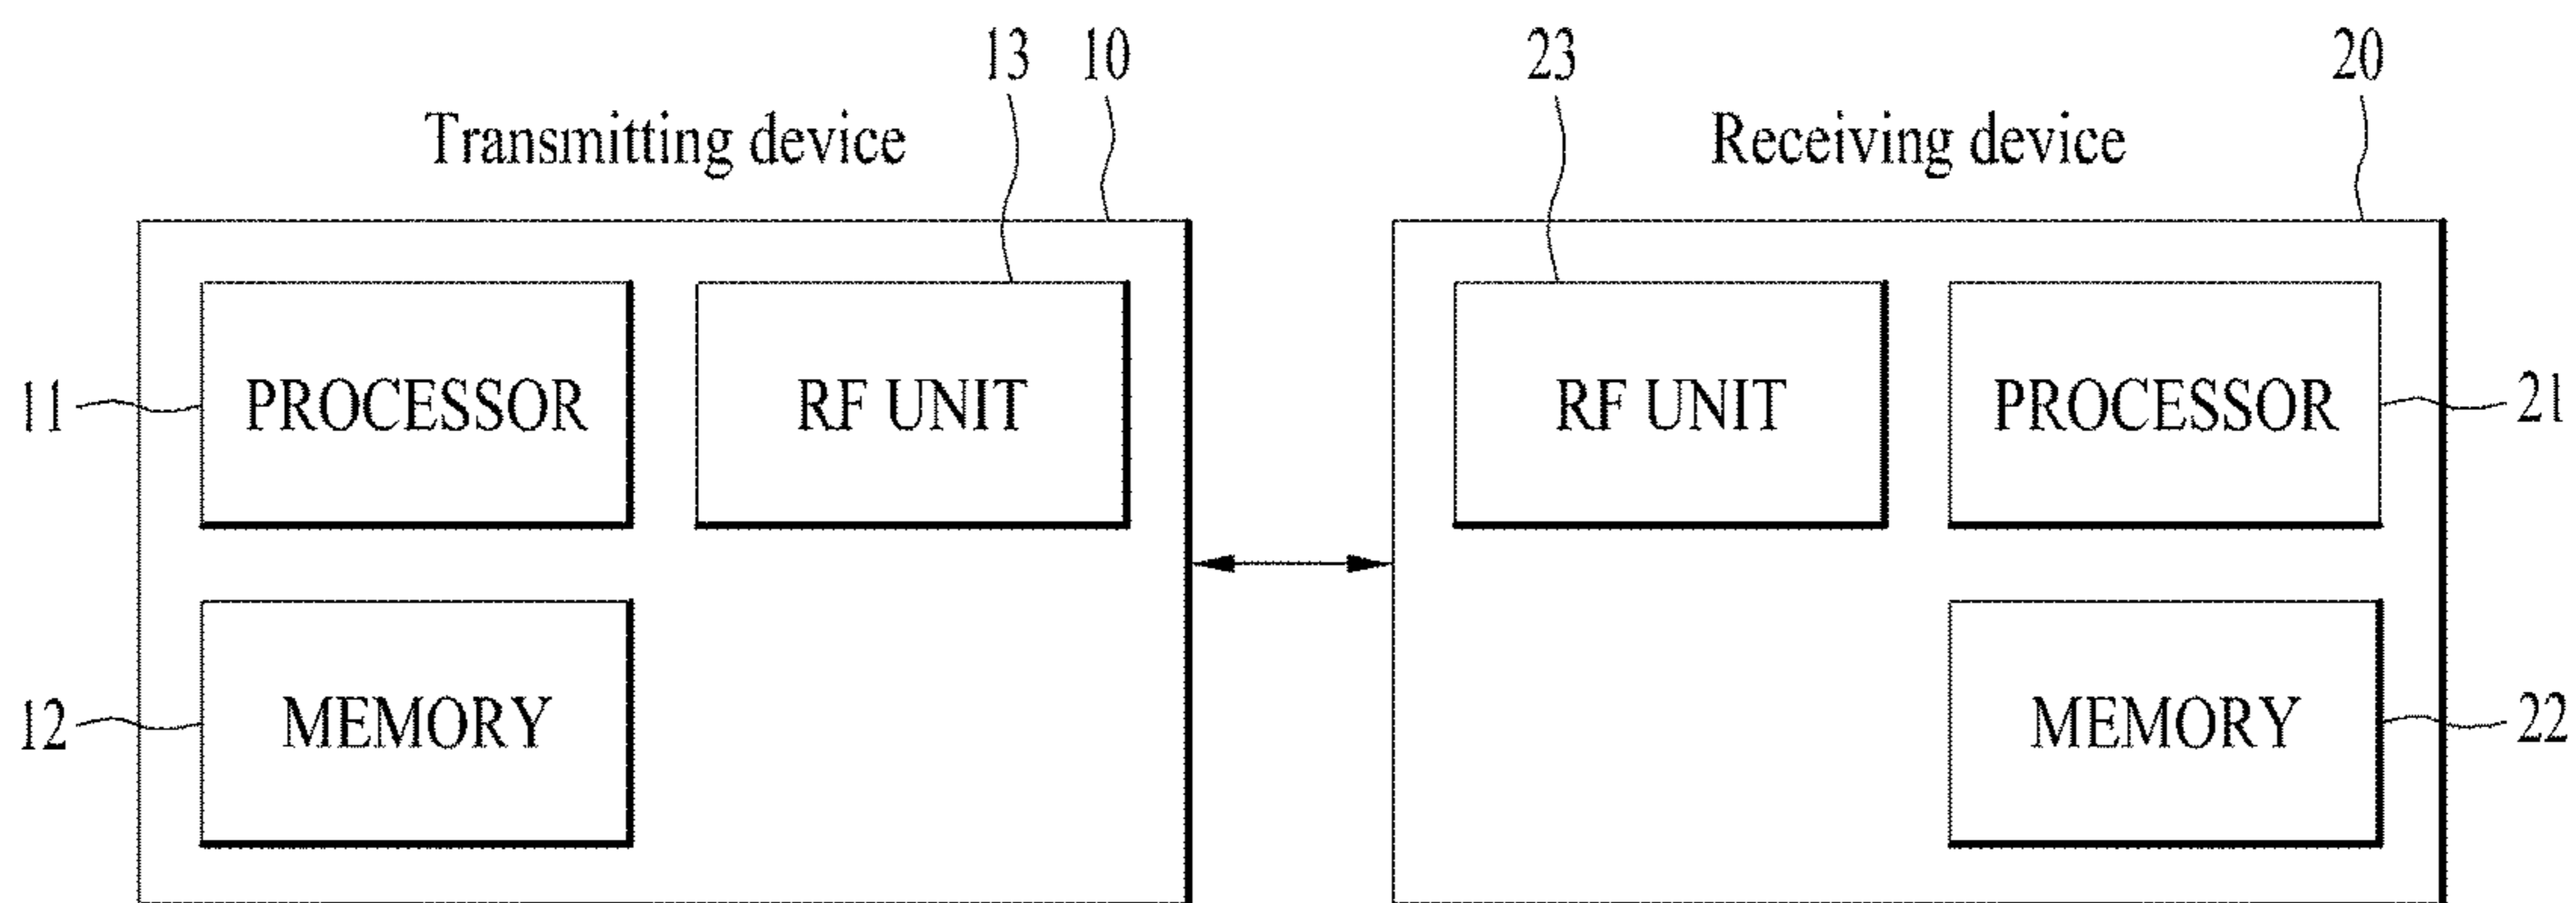 13 10 23 20
Transmitting device Receiving device
11 PROCESSOR RF UNIT RF UNIT PROCESSOR 21
12 MEMORY MEMORY 22